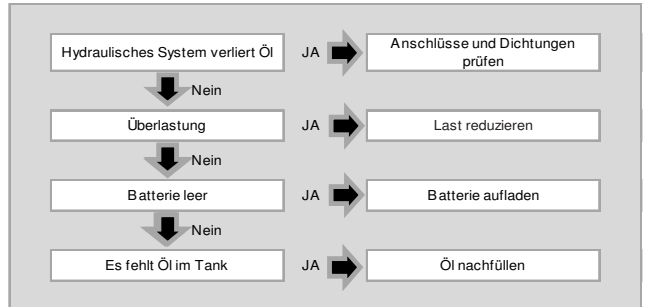 Hydraulisches System verliert Öl JA Anschlüsse und Dichtungen
prüfen
Nein
Überlastung JA Last reduzieren
Nein
Batterie leer JA Batterie aufladen
Nein
Es fehlt Öl im Tank JA Öl nachfüllen